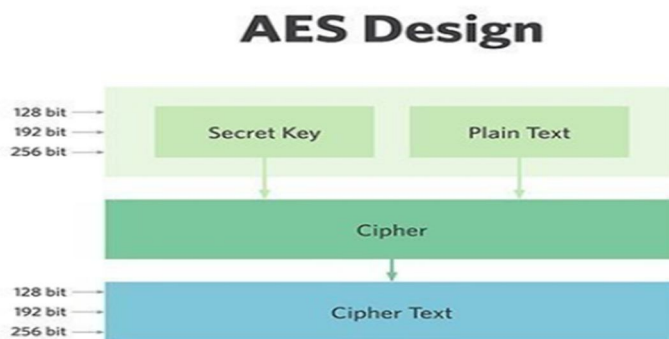 AES Design
128 bit
192 bit
256 bit
Secret Key
Plain Text
Cipher
128 bit
192 bit
256 bit
Cipher Text